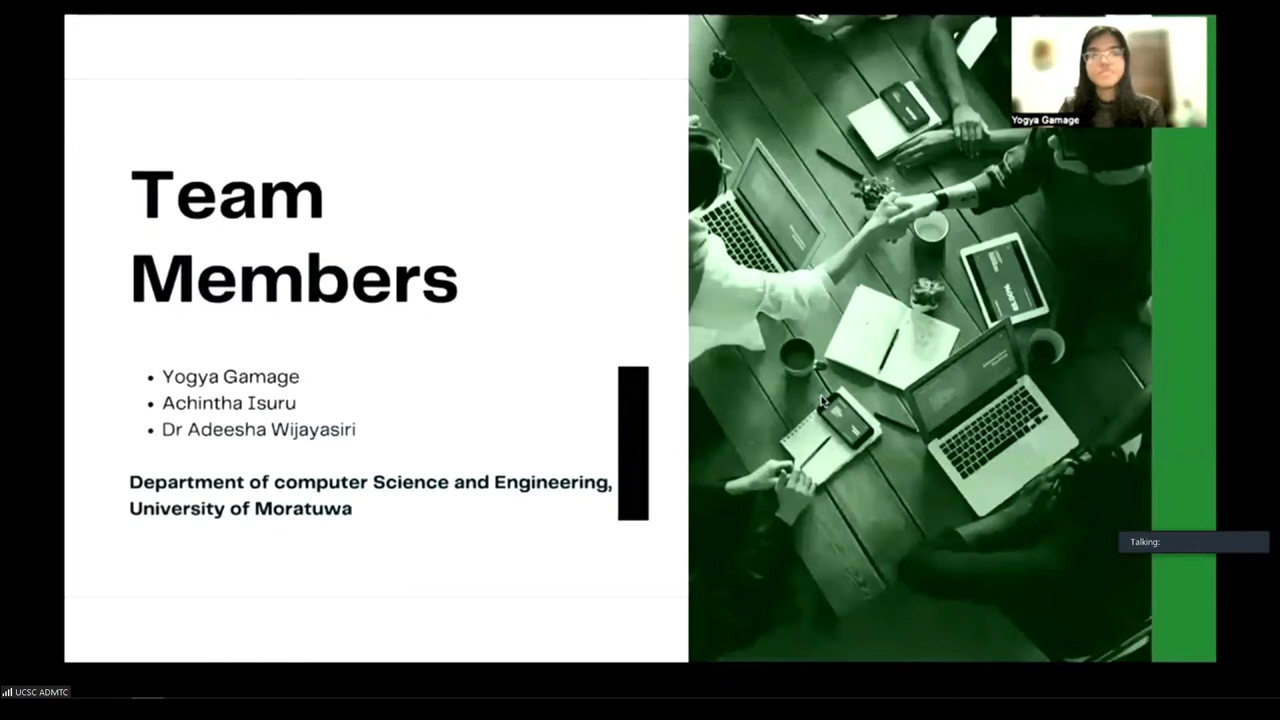 Team
Members
Yogya Gamage
Achintha Isuru
Dr Adeesha Wijayasiri
Department of computer Science and Engineering,
University of Moratuwa
Yogya Gamage
Talking:
UCSC ADMTC